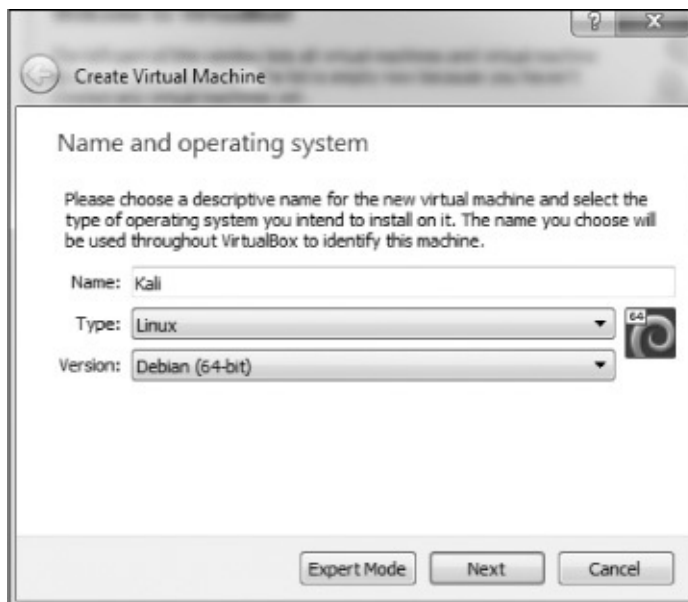 Create Virtual Machine
Name and operating system
Please choose a descriptive name for the new virtual machine and select the
type of operating system you intend to install on it. The name you choose will
be used throughout VirtualBox to identify this machine.
Name: Kali
Type: Linux
64
Version: Debian (64-bit)
Expert Mode Next Cancel